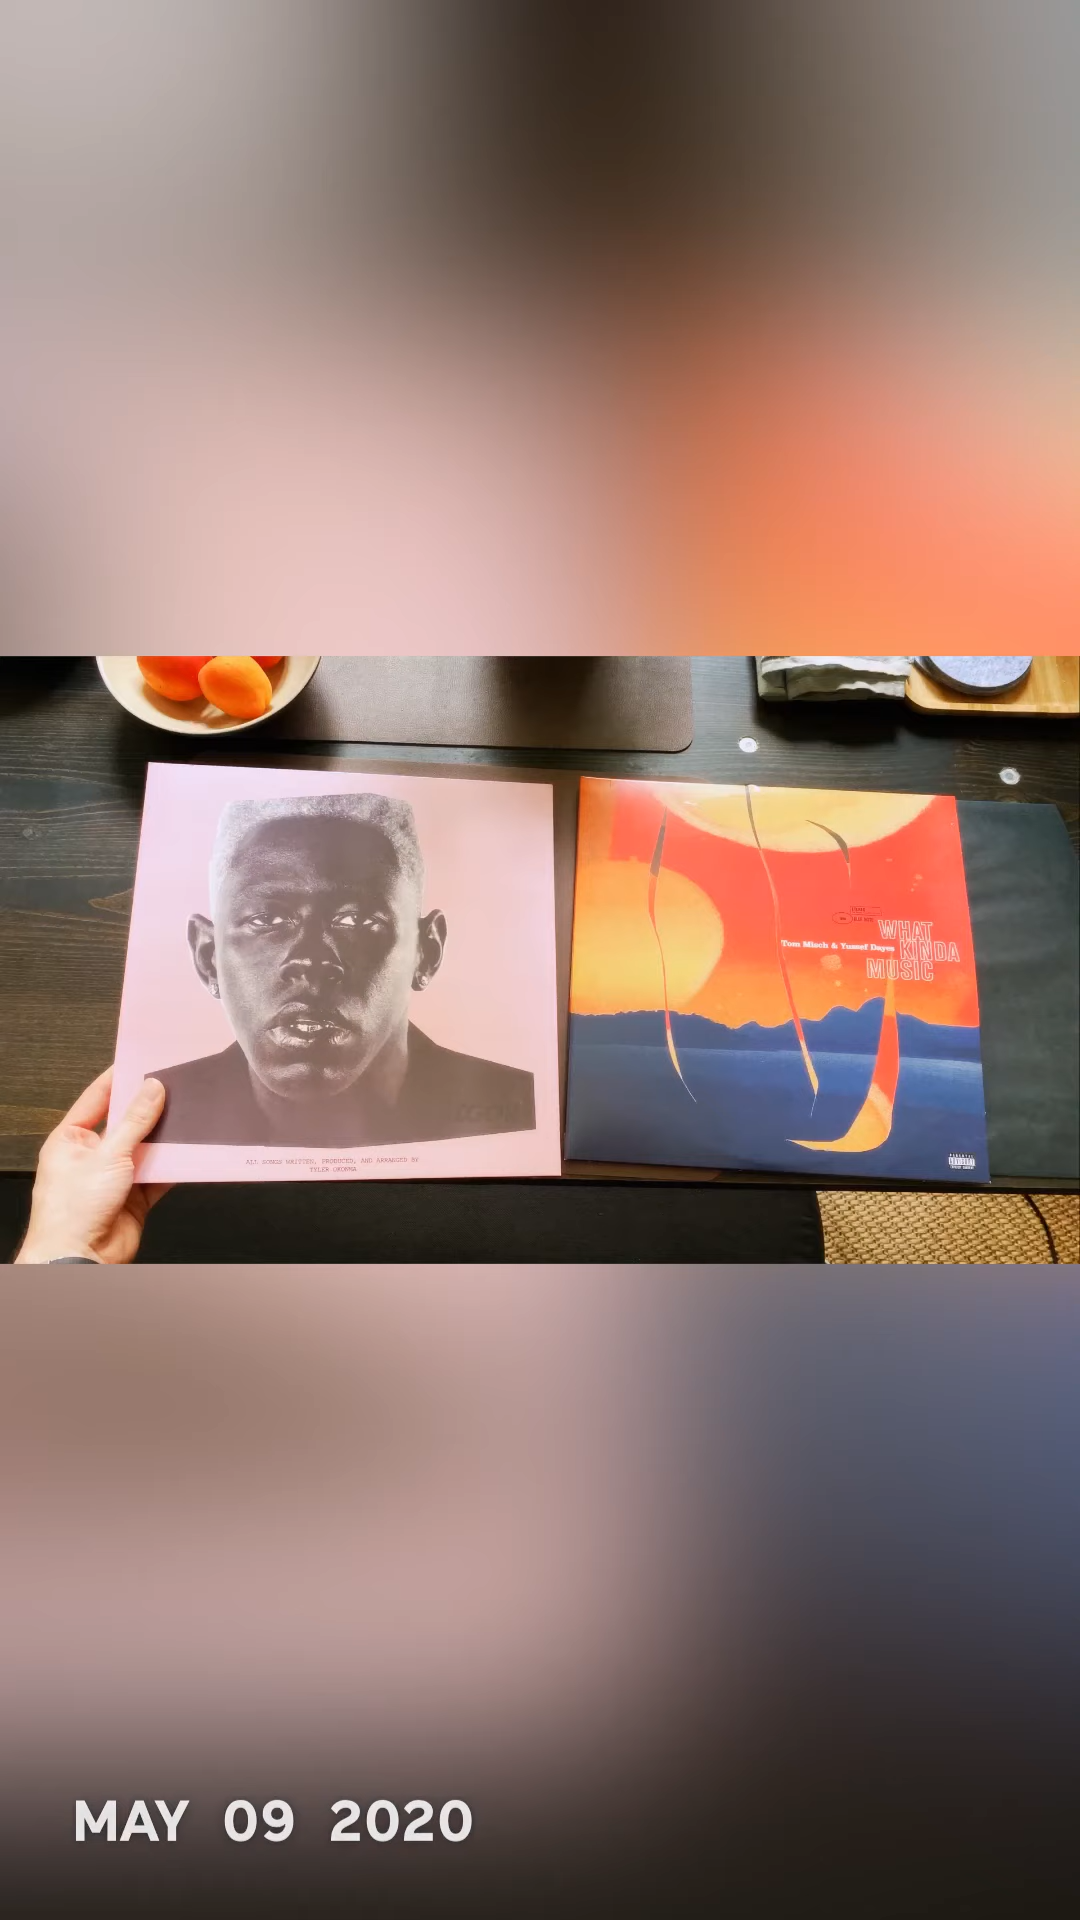 ALL SONGS WRITTEN, PRODUCED, AND ARRANGED BY
TYLER OKONMA
Tom Misch & Yussef Dayes
WHAT
KINDA
MUSIC
MAY 09 2020